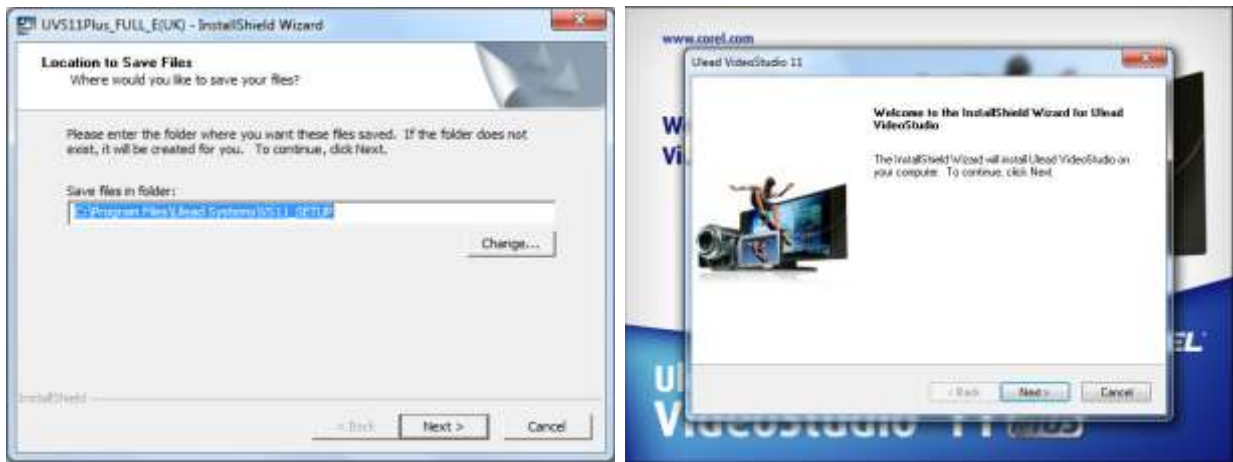 UVS11Plus_FULL_E(UK) - InstallShield Wizard
Location to Save Files
Where would you like to save your files?
Please enter the folder where you want these files saved. If the folder does not
exist, it will be created for you. To continue, click Next.
Save files in folder:
C:\Program Files\Ulead Systems\VS11_SETUP
Change...
InstallShield
< Back
Next >
Cancel
www.corel.com
Ulead VideoStudio 11
Welcome to the InstallShield Wizard for Ulead
VideoStudio
The InstallShield Wizard will install Ulead VideoStudio on
your computer. To continue, click Next
< Back
Next >
Cancel
VideoStudio 11 PLUS